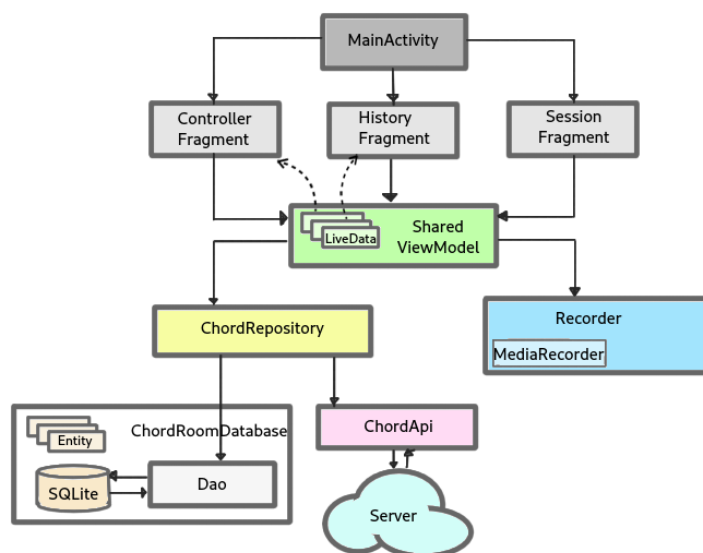 MainActivity
Controller
Fragment
History
Fragment
Session
Fragment
LiveData
Shared
ViewModel
ChordRepository
Recorder
MediaRecorder
Entity
ChordRoomDatabase
SQLite
Dao
ChordApi
Server